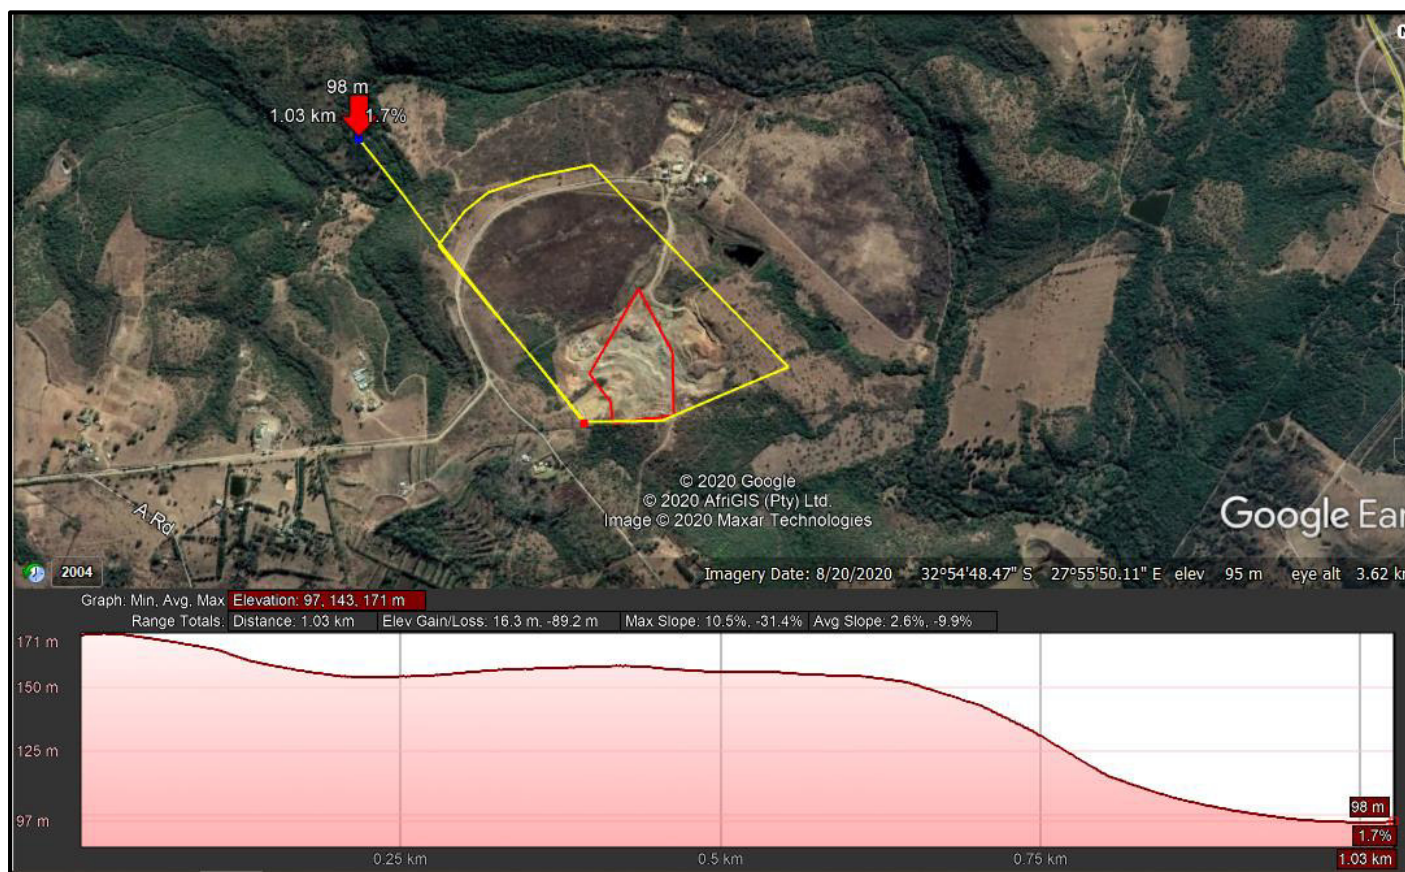 N
98 m
1.03 km 1.7%
A Rd
© 2020 Google
© 2020 AfriGIS (Pty) Ltd.
Image © 2020 Maxar Technologies
Google Ear
2004
Imagery Date: 8/20/2020 32°54'48.47" S 27°55'50.11" E elev 95 m eye alt 3.62 km
Graph: Min, Avg, Max Elevation: 97, 143, 171 m
Range Totals: Distance: 1.03 km Elev Gain/Loss: 16.3 m, -89.2 m Max Slope: 10.5%, -31.4% Avg Slope: 2.6%, -9.9%
171 m
150 m
125 m
98 m
97 m
1.7%
0.25 km 0.5 km 0.75 km 1.03 km